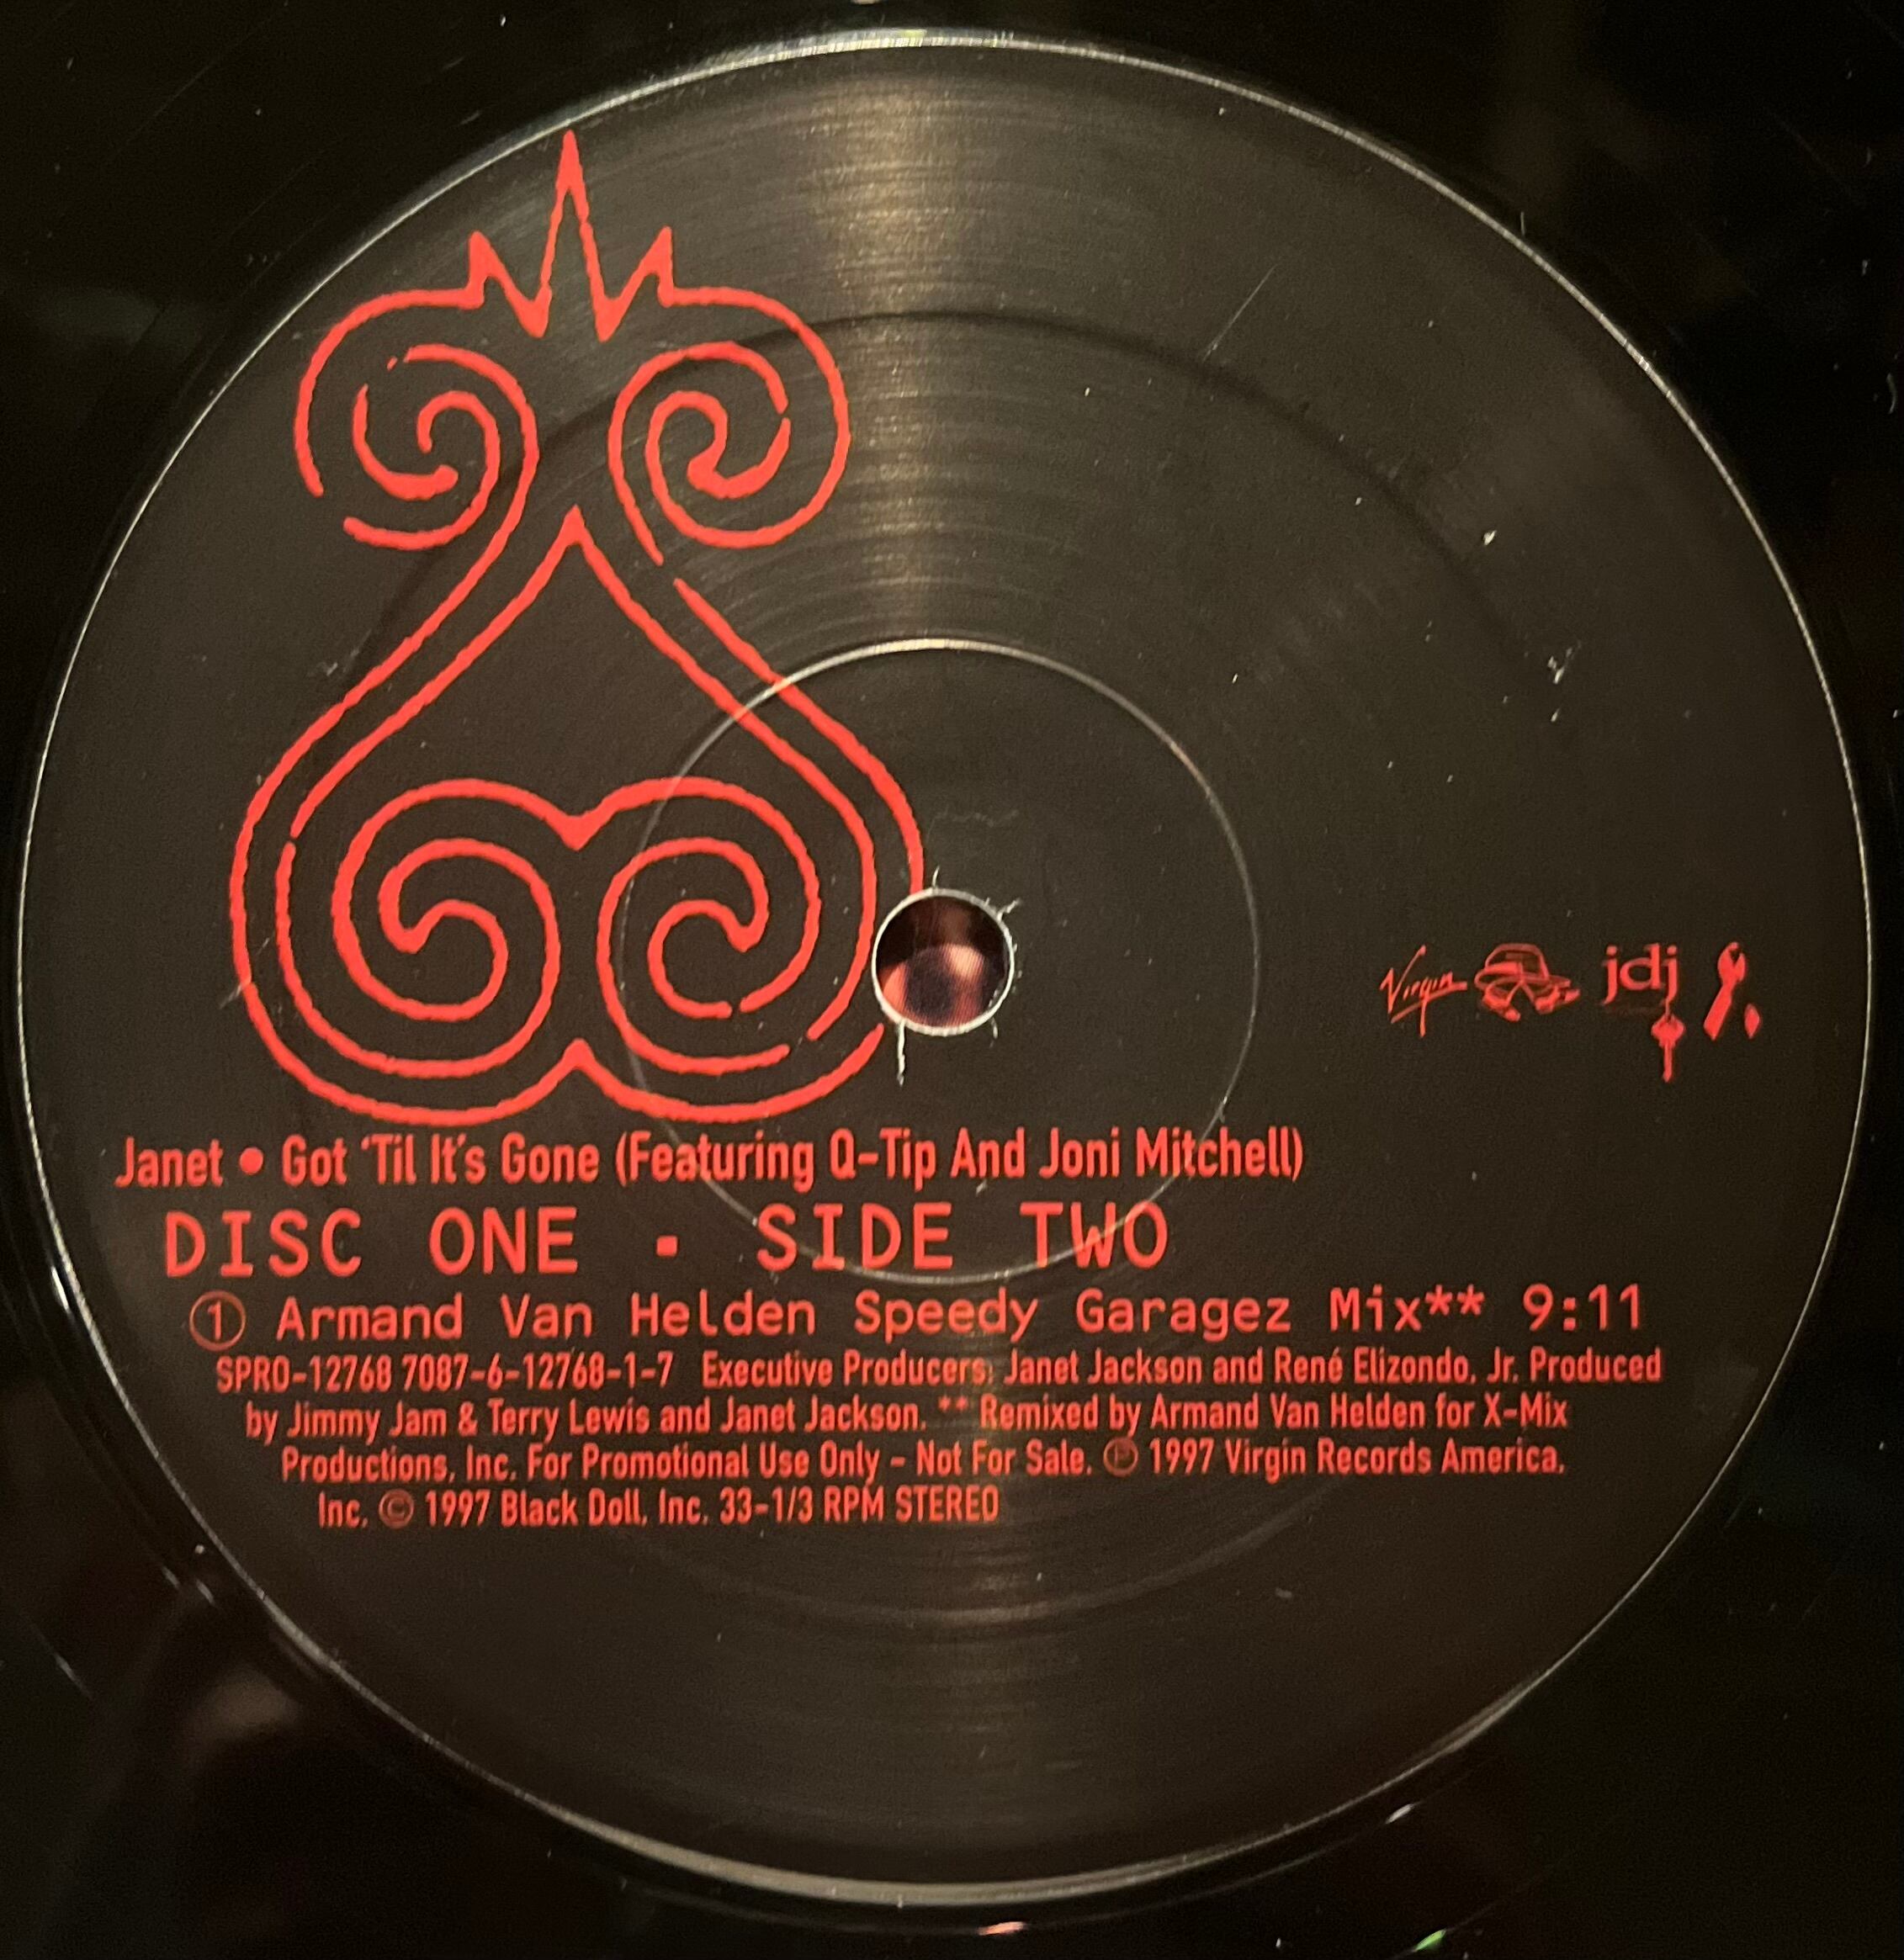 Virgin jdj
Janet • Got 'Til It's Gone (Featuring Q-Tip And Joni Mitchell)
DISC ONE • SIDE TWO
① Armand Van Helden Speedy Garagez Mix** 9:11
SPRO-12768 7087-6-12768-1-7 Executive Producers: Janet Jackson and René Elizondo, Jr. Produced
by Jimmy Jam & Terry Lewis and Janet Jackson. ** Remixed by Armand Van Helden for X-Mix
Productions, Inc. For Promotional Use Only - Not For Sale. ℗ 1997 Virgin Records America,
Inc. © 1997 Black Doll, Inc. 33-1/3 RPM STEREO